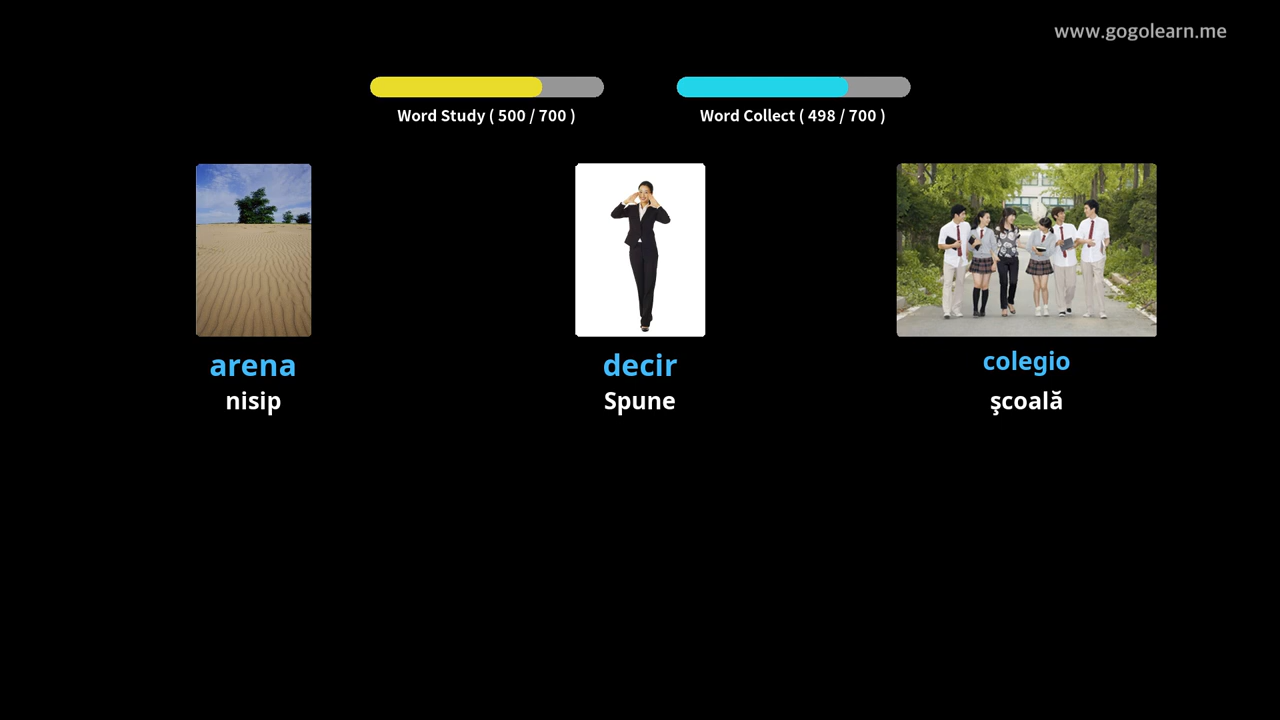 www.gogolearn.me
Word Study ( 500 / 700 )
Word Collect ( 498 / 700 )
arena
decir
colegio
nisip
Spune
şcoală